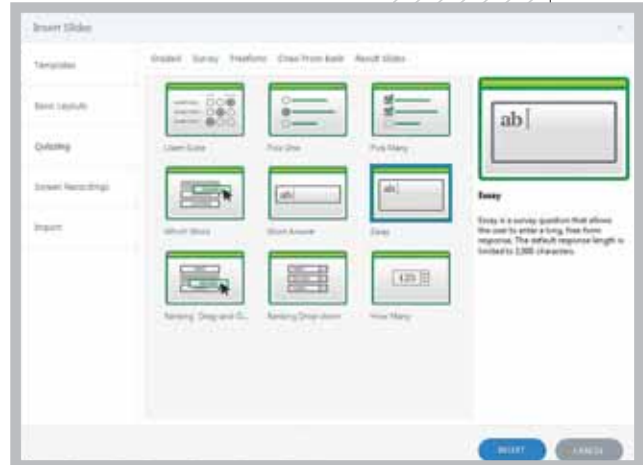 Insert Slides
Templates
Graded Survey Freeform Draw From Bank Result Slides
Basic Layouts
Quizzing
Likert Scale Pick One Pick Many
ab
Screen Recordings
ab
ab
Essay
Which Word Short Answer Essay
Essay is a survey question that allows
the user to enter a long, free form
response. The default response length is
limited to characters.
Import
123
Ranking Drag and D... Ranking Drop-down How Many
INSERT CANCEL